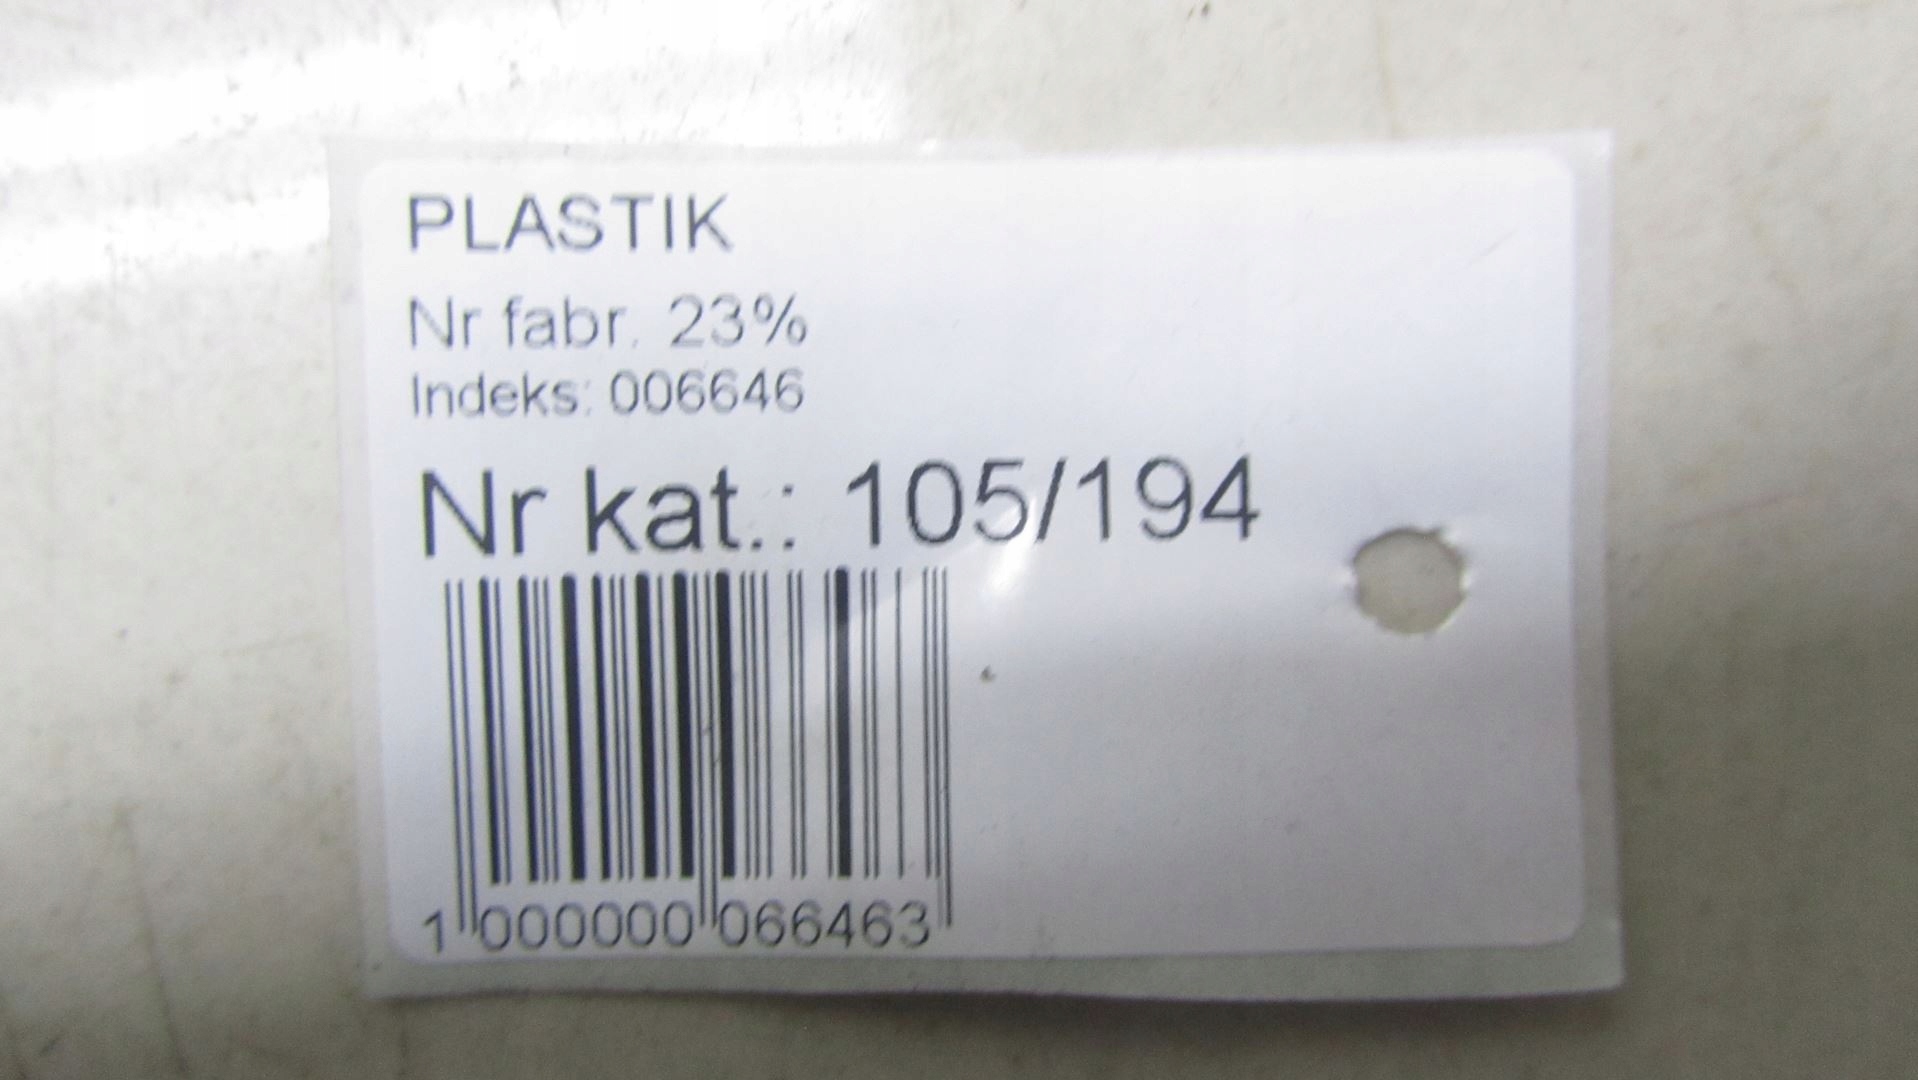 PLASTIK
Nr fabr. 23%
Indeks: 006646
Nr kat.: 105/194
1 000000 066463